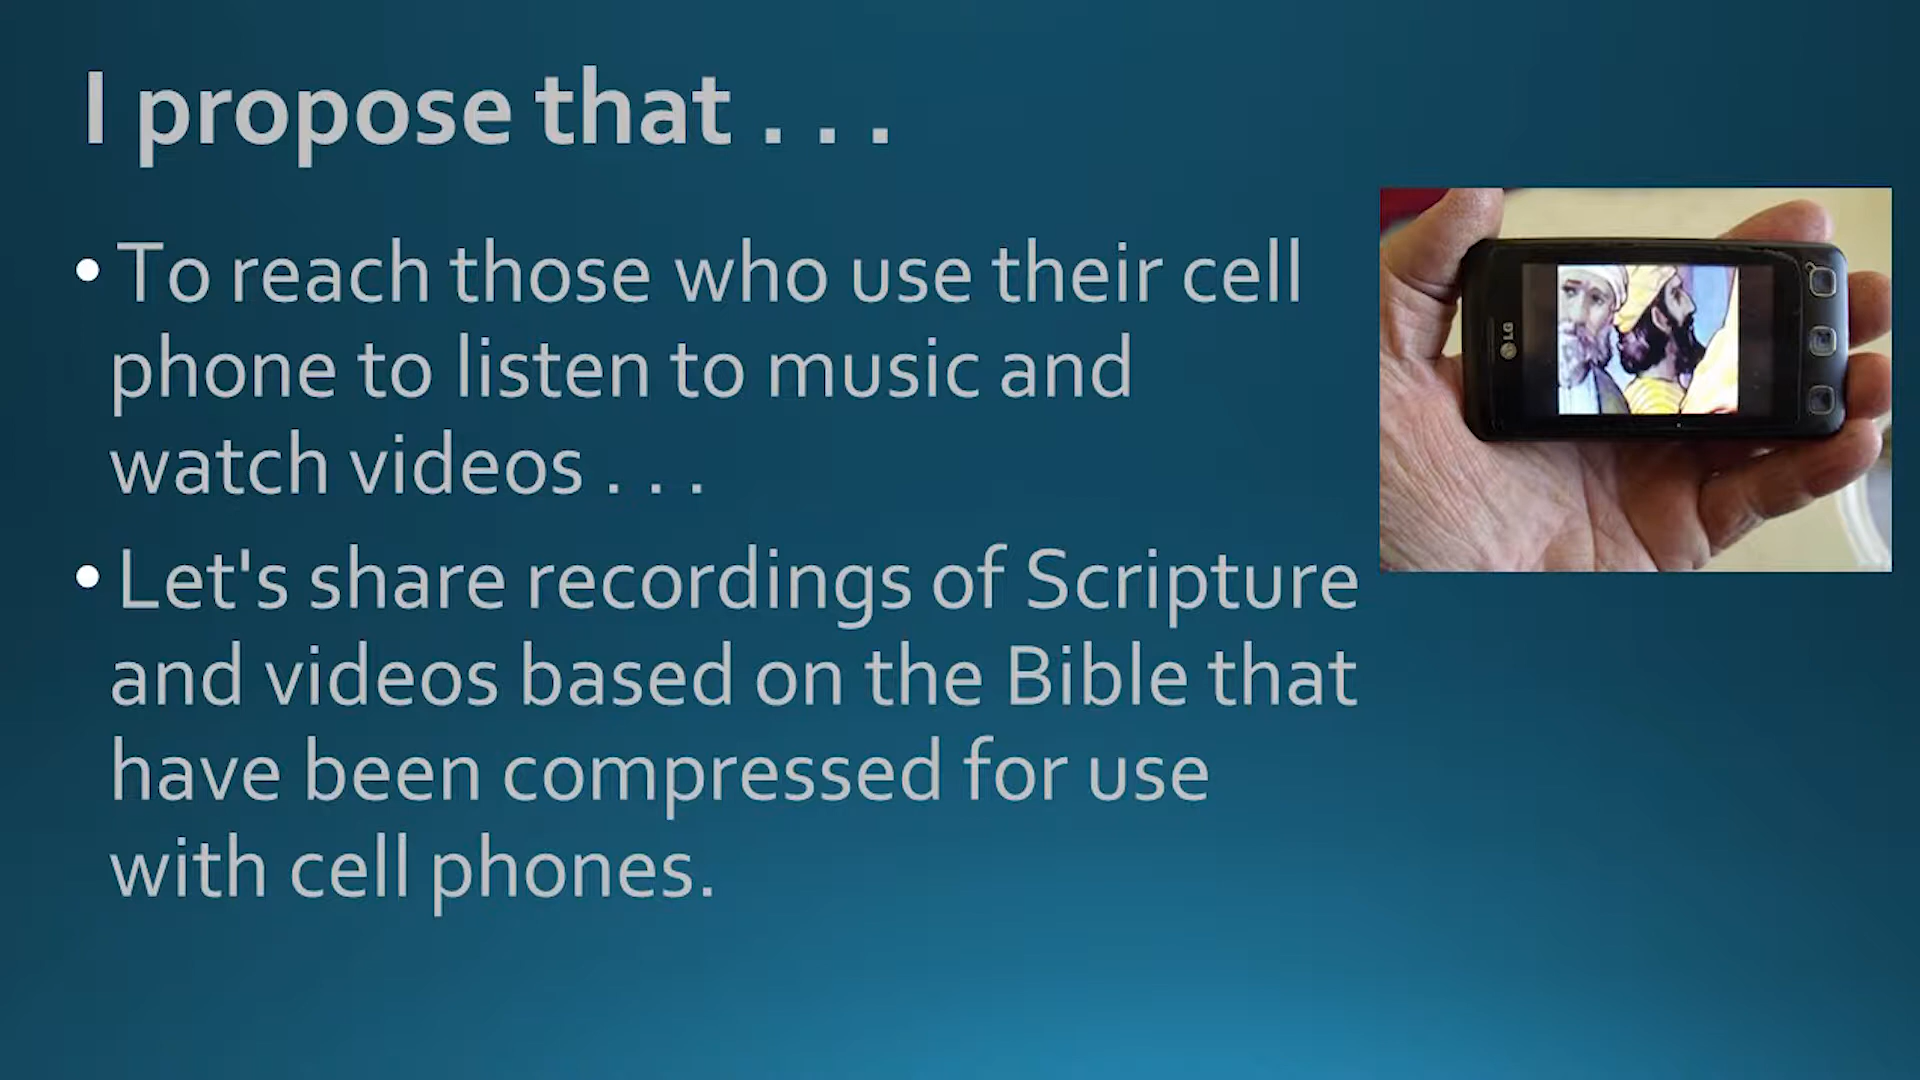 I propose that . . .
• To reach those who use their cell
phone to listen to music and
watch videos . . .
• Let's share recordings of Scripture
and videos based on the Bible that
have been compressed for use
with cell phones.
LG